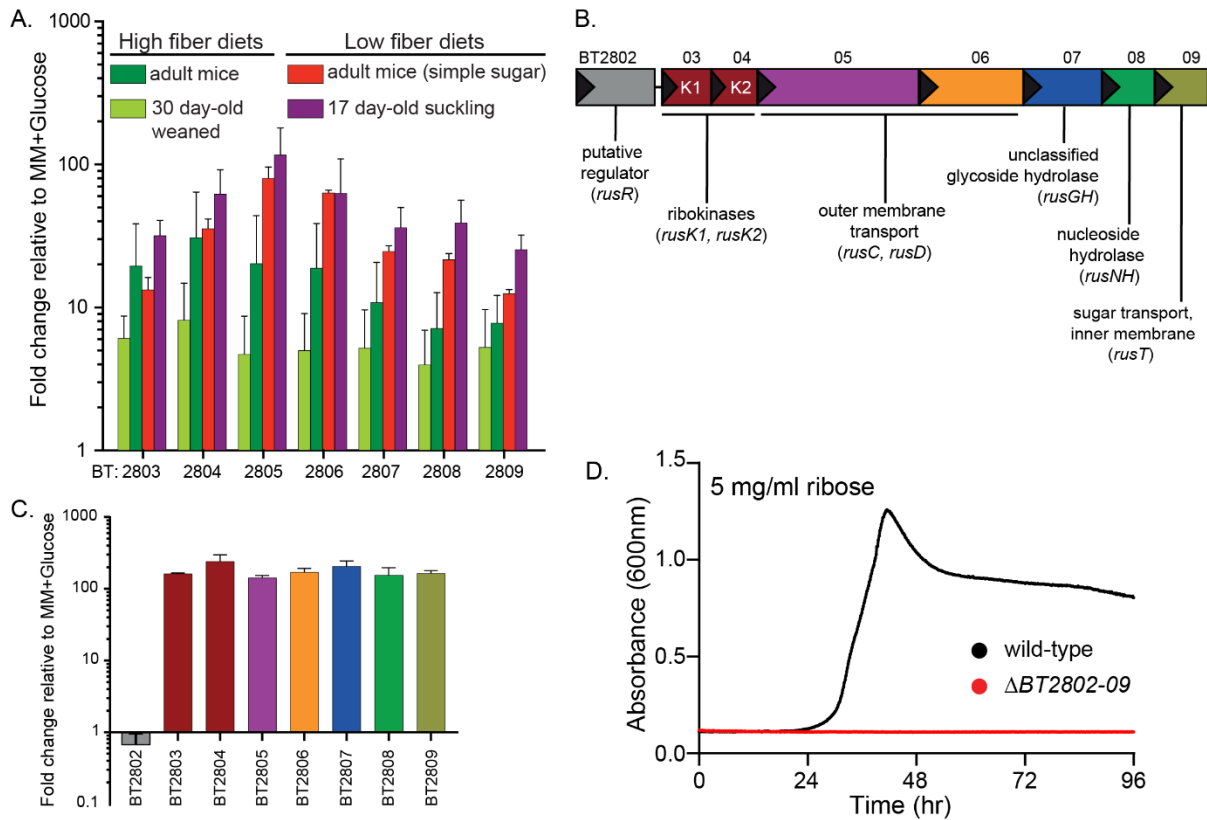 A.
1000
100
10
1
Fold change relative to MM+Glucose
High fiber diets
Low fiber diets
adult mice
adult mice (simple sugar)
30 day-old
weaned
17 day-old suckling
BT: 2803 2804 2805 2806 2807 2808 2809
B.
BT2802 03 04 05 06 07 08 09
K1 K2
putative
regulator
(rusR)
ribokinases
(rusK1, rusK2)
outer membrane
transport
(rusC, rusD)
unclassified
glycoside hydrolase
(rusGH)
nucleoside
hydrolase
(rusNH)
sugar transport,
inner membrane
(rusT)
C.
1000
100
10
1
0.1
Fold change relative to MM+Glucose
BT2802
BT2803
BT2804
BT2805
BT2806
BT2807
BT2808
BT2809
D.
5 mg/ml ribose
1.5
1.0
0.5
0.0
Absorbance (600nm)
wild-type
ΔBT2802-09
0 24 48 72 96
Time (hr)